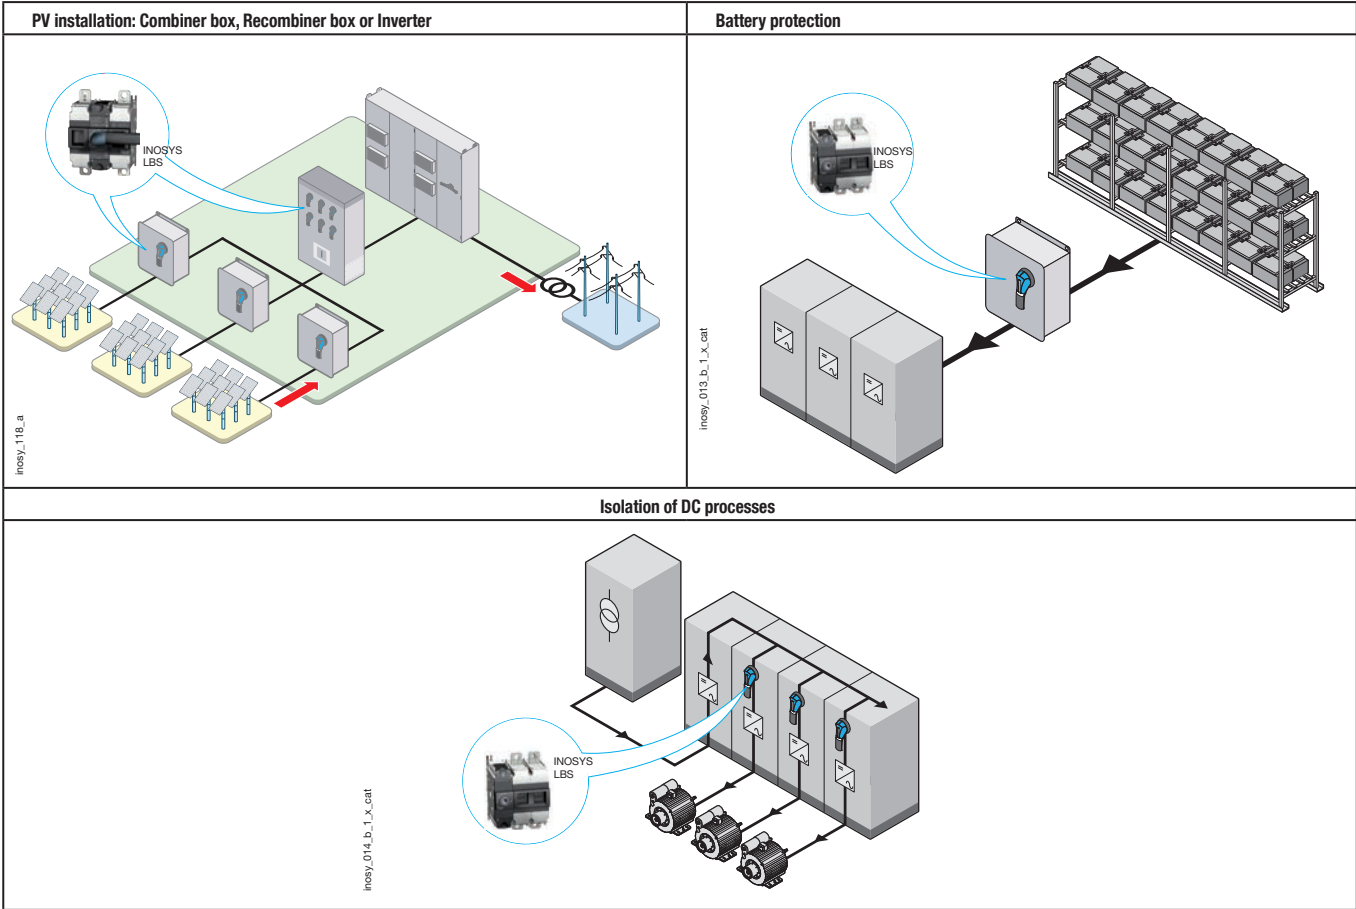 PV installation: Combiner box, Recombiner box or Inverter
INOSYS
LBS
inosy_118_a
Battery protection
INOSYS
LBS
inosy_013_b_1_x_cat
Isolation of DC processes
INOSYS
LBS
inosy_014_b_1_x_cat